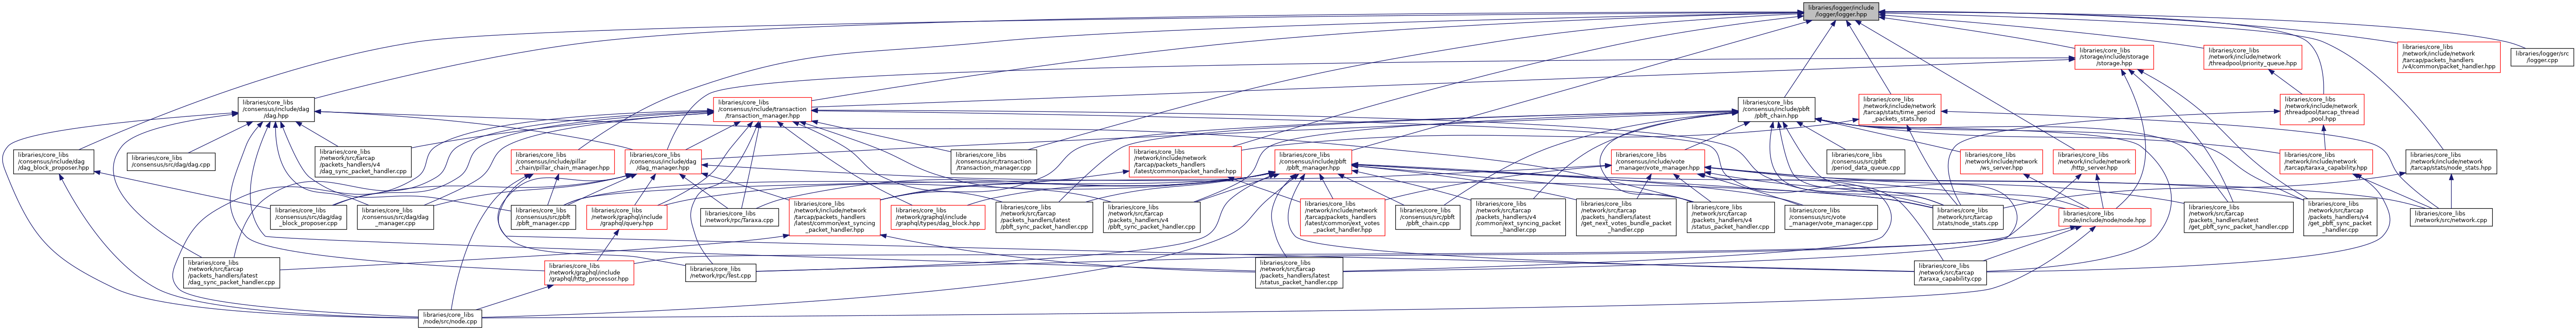 libraries/logger/include
/logger/logger.hpp
libraries/core_libs
/storage/include/storage
/storage.hpp
libraries/core_libs
/network/include/network
/threadpool/priority_queue.hpp
libraries/core_libs
/network/include/network
/tarcap/packets_handlers
/v4/common/packet_handler.hpp
libraries/logger/src
/logger.cpp
libraries/core_libs
/consensus/include/dag
/dag.hpp
libraries/core_libs
/consensus/include/transaction
/transaction_manager.hpp
libraries/core_libs
/consensus/include/pbft
/pbft_chain.hpp
libraries/core_libs
/network/include/network
/tarcap/stats/time_period
_packets_stats.hpp
libraries/core_libs
/network/include/network
/threadpool/tarcap_thread
_pool.hpp
libraries/core_libs
/consensus/include/dag
/dag_block_proposer.hpp
libraries/core_libs
/consensus/src/dag/dag.cpp
libraries/core_libs
/network/src/tarcap
/packets_handlers/v4
/dag_sync_packet_handler.cpp
libraries/core_libs
/consensus/include/pillar
_chain/pillar_chain_manager.hpp
libraries/core_libs
/consensus/include/dag
/dag_manager.hpp
libraries/core_libs
/consensus/src/transaction
/transaction_manager.cpp
libraries/core_libs
/network/include/network
/tarcap/packets_handlers
/latest/common/packet_handler.hpp
libraries/core_libs
/consensus/include/pbft
/pbft_manager.hpp
libraries/core_libs
/consensus/include/vote
_manager/vote_manager.hpp
libraries/core_libs
/consensus/src/pbft
/period_data_queue.cpp
libraries/core_libs
/network/include/network
/ws_server.hpp
libraries/core_libs
/network/include/network
/http_server.hpp
libraries/core_libs
/network/include/network
/tarcap/taraxa_capability.hpp
libraries/core_libs
/network/include/network
/tarcap/stats/node_stats.hpp
libraries/core_libs
/consensus/src/dag/dag
_block_proposer.cpp
libraries/core_libs
/consensus/src/dag/dag
_manager.cpp
libraries/core_libs
/consensus/src/pbft
/pbft_manager.cpp
libraries/core_libs
/network/graphql/include
/graphql/query.hpp
libraries/core_libs
/network/rpc/Taraxa.cpp
libraries/core_libs
/network/include/network
/tarcap/packets_handlers
/latest/common/ext_syncing
_packet_handler.hpp
libraries/core_libs
/network/graphql/include
/graphql/types/dag_block.hpp
libraries/core_libs
/network/src/tarcap
/packets_handlers/latest
/pbft_sync_packet_handler.cpp
libraries/core_libs
/network/src/tarcap
/packets_handlers/v4
/pbft_sync_packet_handler.cpp
libraries/core_libs
/network/include/network
/tarcap/packets_handlers
/latest/common/ext_votes
_packet_handler.hpp
libraries/core_libs
/consensus/src/pbft
/pbft_chain.cpp
libraries/core_libs
/network/src/tarcap
/packets_handlers/v4
/common/ext_syncing_packet
_handler.cpp
libraries/core_libs
/network/src/tarcap
/packets_handlers/latest
/get_next_votes_bundle_packet
_handler.cpp
libraries/core_libs
/network/src/tarcap
/packets_handlers/v4
/status_packet_handler.cpp
libraries/core_libs
/consensus/src/vote
_manager/vote_manager.cpp
libraries/core_libs
/network/src/tarcap
/stats/node_stats.cpp
libraries/core_libs
/node/include/node/node.hpp
libraries/core_libs
/network/src/tarcap
/packets_handlers/latest
/get_pbft_sync_packet_handler.cpp
libraries/core_libs
/network/src/tarcap
/packets_handlers/v4
/get_pbft_sync_packet
_handler.cpp
libraries/core_libs
/network/src/network.cpp
libraries/core_libs
/network/src/tarcap
/packets_handlers/latest
/dag_sync_packet_handler.cpp
libraries/core_libs
/network/graphql/include
/graphql/http_processor.hpp
libraries/core_libs
/network/rpc/Test.cpp
libraries/core_libs
/network/src/tarcap
/packets_handlers/latest
/status_packet_handler.cpp
libraries/core_libs
/network/src/tarcap
/taraxa_capability.cpp
libraries/core_libs
/node/src/node.cpp